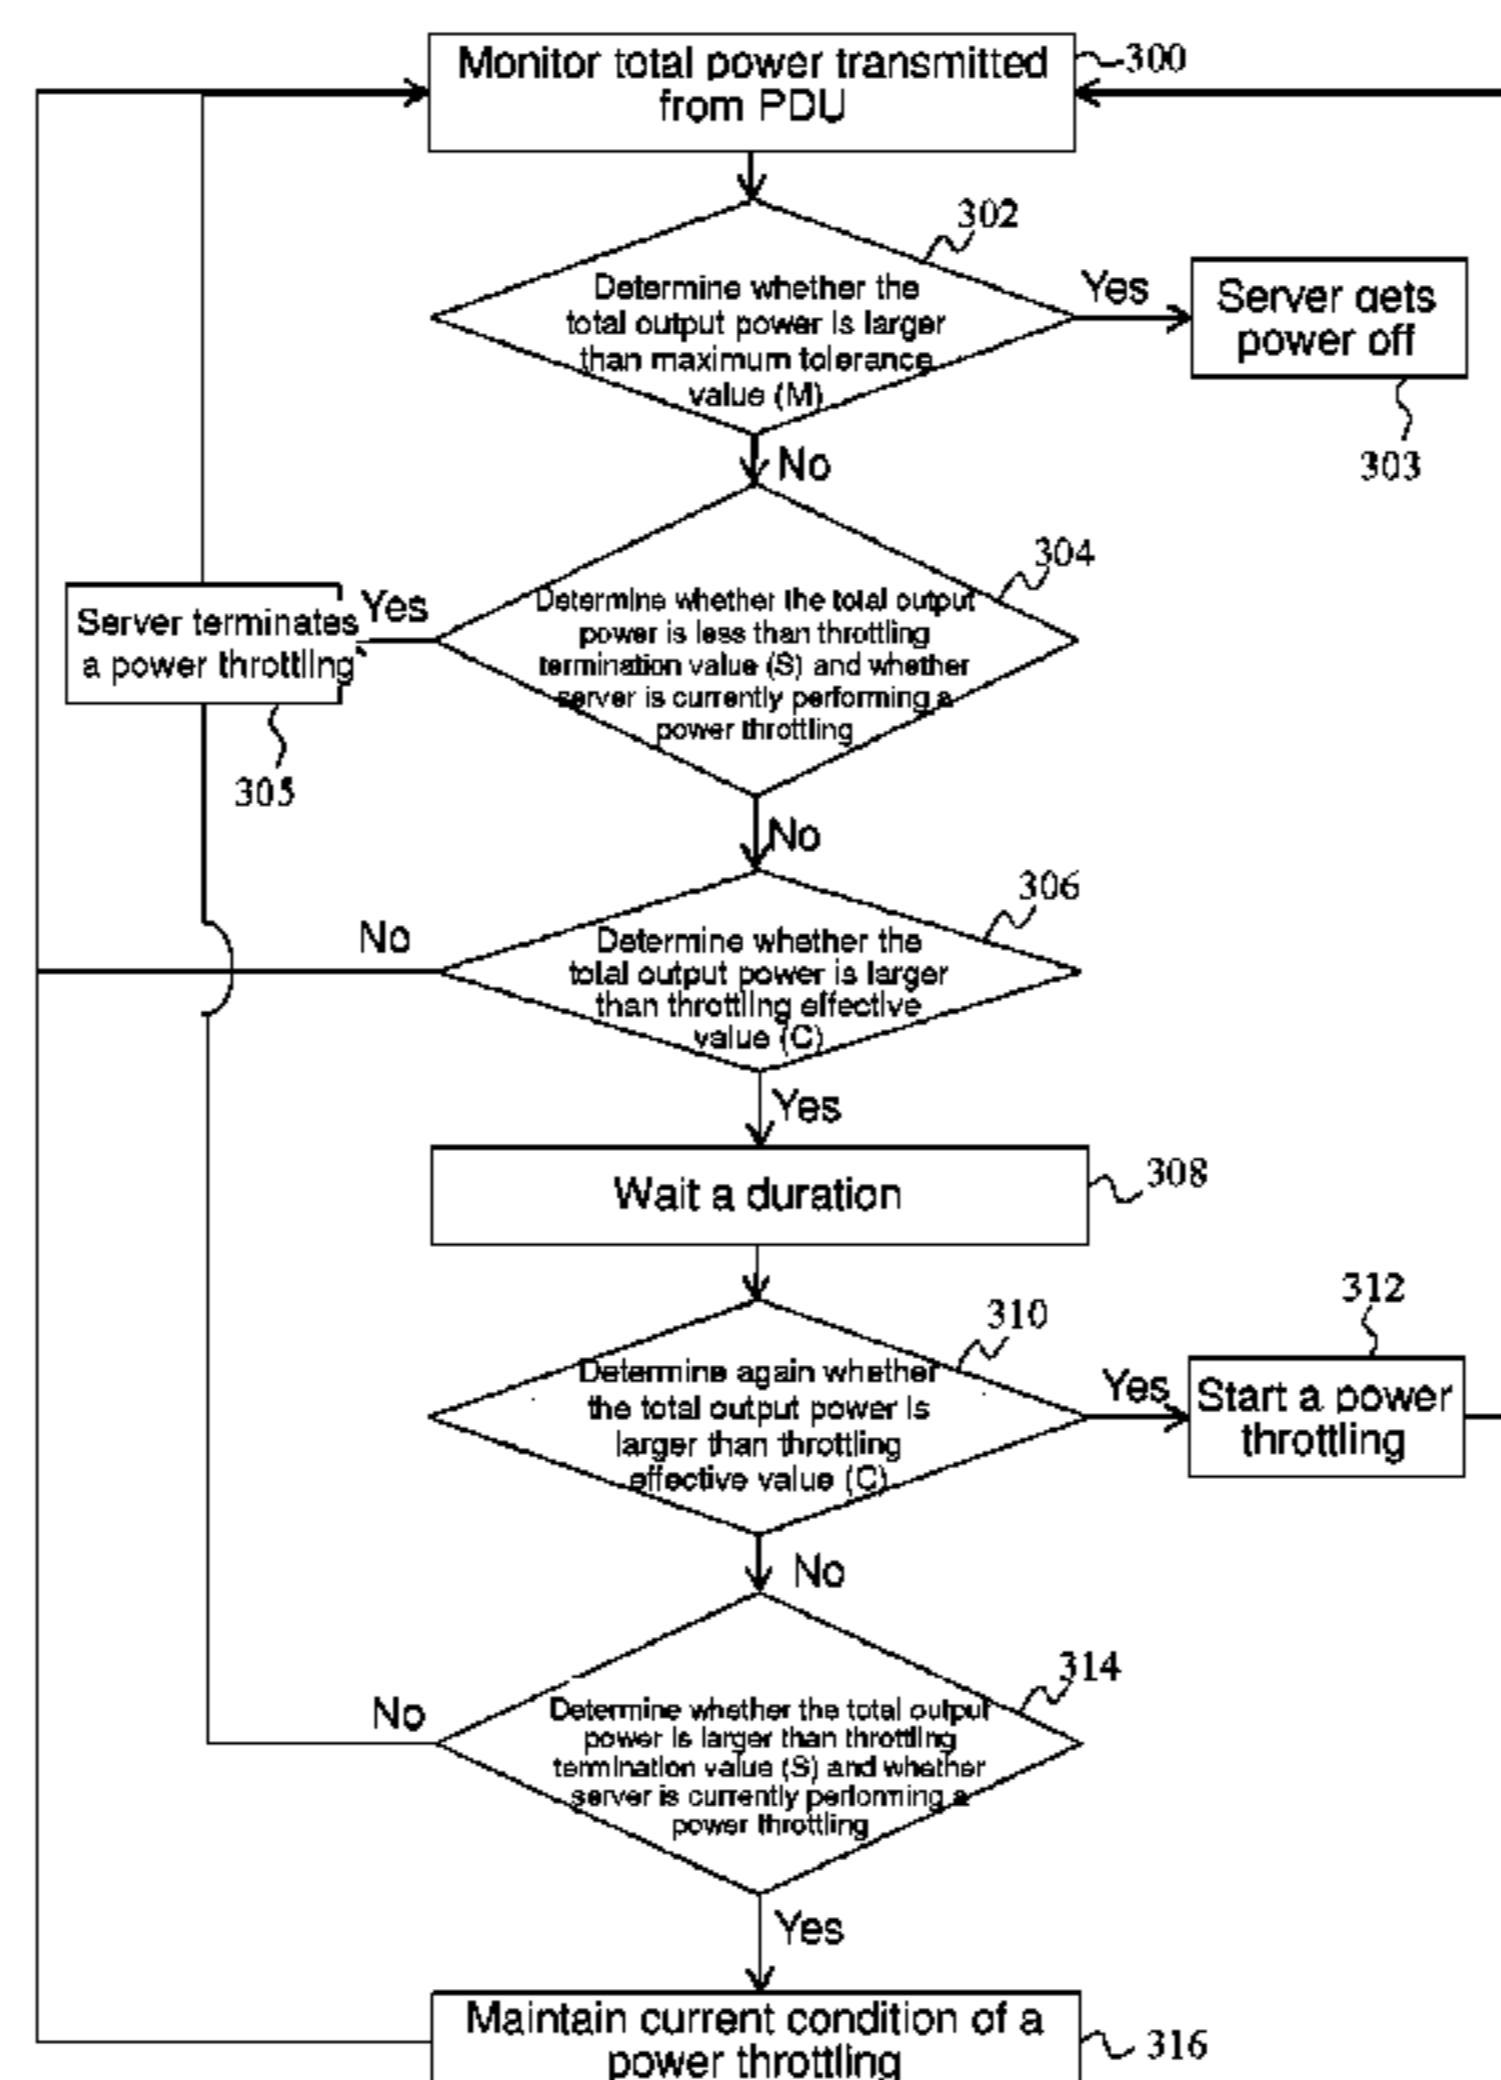 Monitor total power transmitted
from PDU
300
302
Determine whether the
total output power is larger
than maximum tolerance
value (M)
Yes
Server gets
power off
303
No
304
Determine whether the total output
power is less than throttling
termination value (S) and whether
server is currently performing a
power throttling
Yes
Server terminates
a power throttling
305
No
306
Determine whether the
total output power is larger
than throttling effective
value (C)
No
Yes
Wait a duration
308
310
Determine again whether
the total output power is
larger than throttling
effective value (C)
Yes
312
Start a power
throttling
No
314
Determine whether the total output
power is larger than throttling
termination value (S) and whether
server is currently performing a
power throttling
No
Yes
Maintain current condition of a
power throttling
316